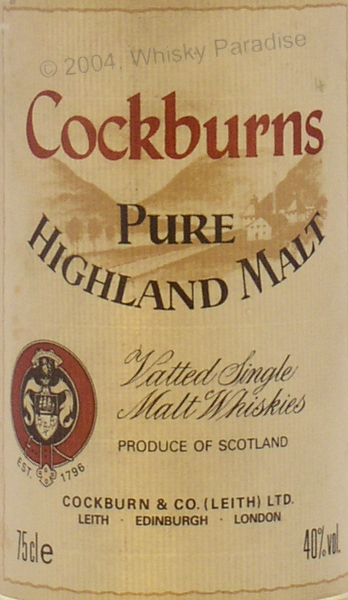 © 2004, Whisky Paradise
Cockburns
PURE
HIGHLAND MALT
Vatted Single
Malt Whiskies
PRODUCE OF SCOTLAND
EST. 1796
COCKBURN & CO. (LEITH) LTD.
LEITH · EDINBURGH · LONDON
75cl e 40% vol.